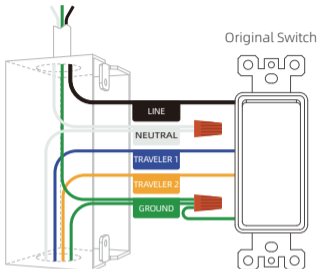 Original Switch
LINE
NEUTRAL
TRAVELER 1
TRAVELER 2
GROUND